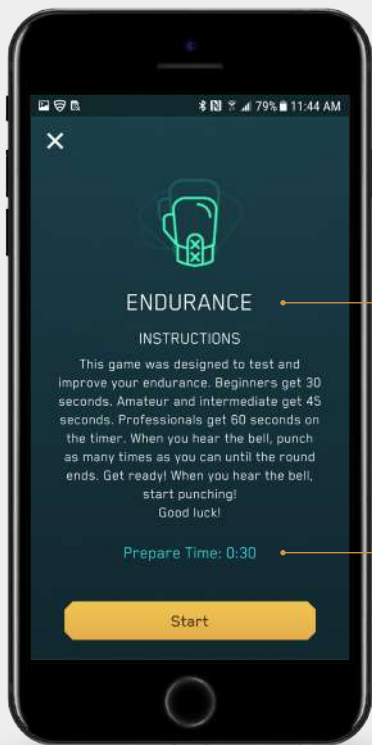 79% 11:44 AM
ENDURANCE
INSTRUCTIONS
This game was designed to test and
improve your endurance. Beginners get 30
seconds. Amateur and intermediate get 45
seconds. Professionals get 60 seconds on
the timer. When you hear the bell, punch
as many times as you can until the round
ends. Get ready! When you hear the bell,
start punching!
Good luck!
Prepare Time: 0:30
Start